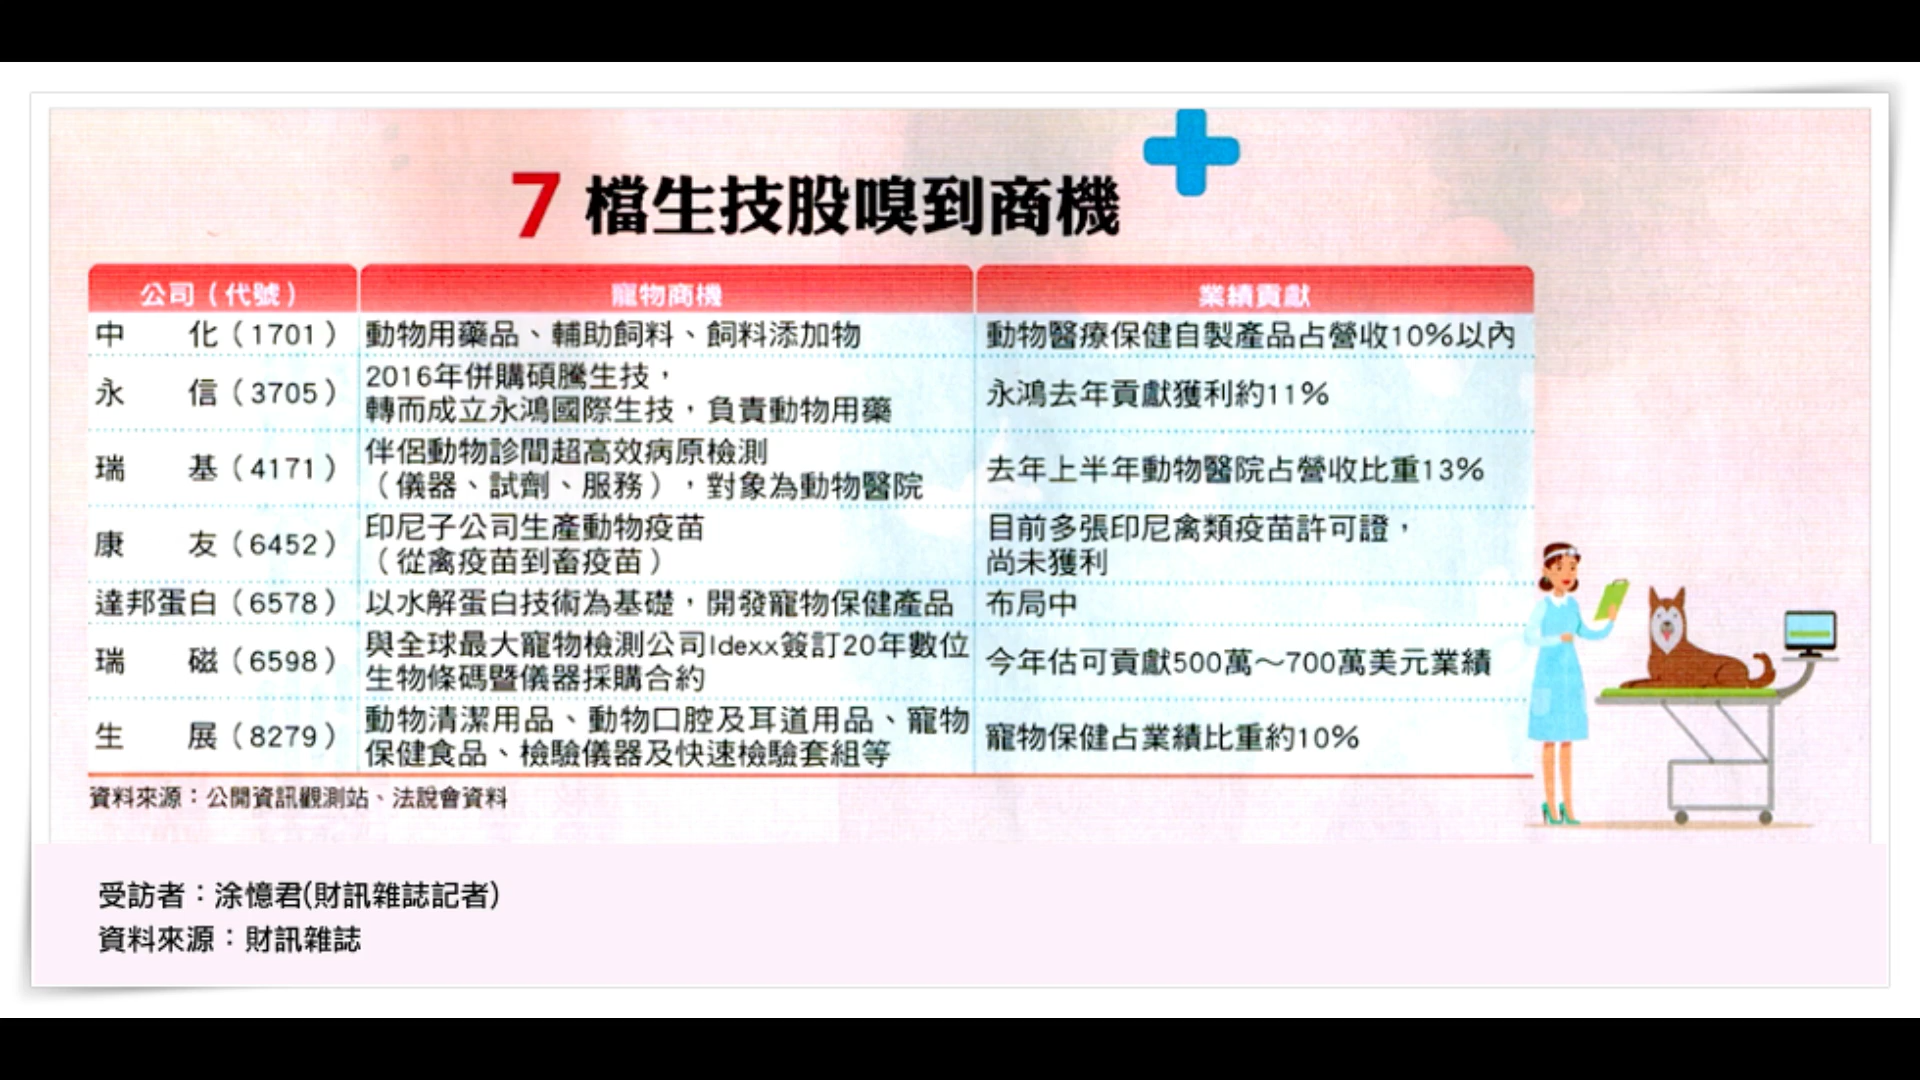 7 檔生技股嗅到商機
公司（代號） 寵物商機 業績貢獻
中化（1701） 動物用藥品、輔助飼料、飼料添加物 動物醫療保健自製產品占營收10%以內
永信（3705） 2016年併購碩騰生技，
轉而成立永鴻國際生技，負責動物用藥 永鴻去年貢獻獲利約11%
瑞基（4171） 伴侶動物診間超高效病原檢測
（儀器、試劑、服務），對象為動物醫院 去年上半年動物醫院占營收比重13%
康友（6452） 印尼子公司生產動物疫苗
（從禽疫苗到畜疫苗） 目前多張印尼禽類疫苗許可證，
尚未獲利
達邦蛋白（6578） 以水解蛋白技術為基礎，開發寵物保健產品 布局中
瑞磁（6598） 與全球最大寵物檢測公司Idexx簽訂20年數位
生物條碼暨儀器採購合約 今年估可貢獻500萬～700萬美元業績
生展（8279） 動物清潔用品、動物口腔及耳道用品、寵物
保健食品、檢驗儀器及快速檢驗套組等 寵物保健占業績比重約10%
資料來源：公開資訊觀測站、法說會資料
受訪者：涂憶君(財訊雜誌記者)
資料來源：財訊雜誌